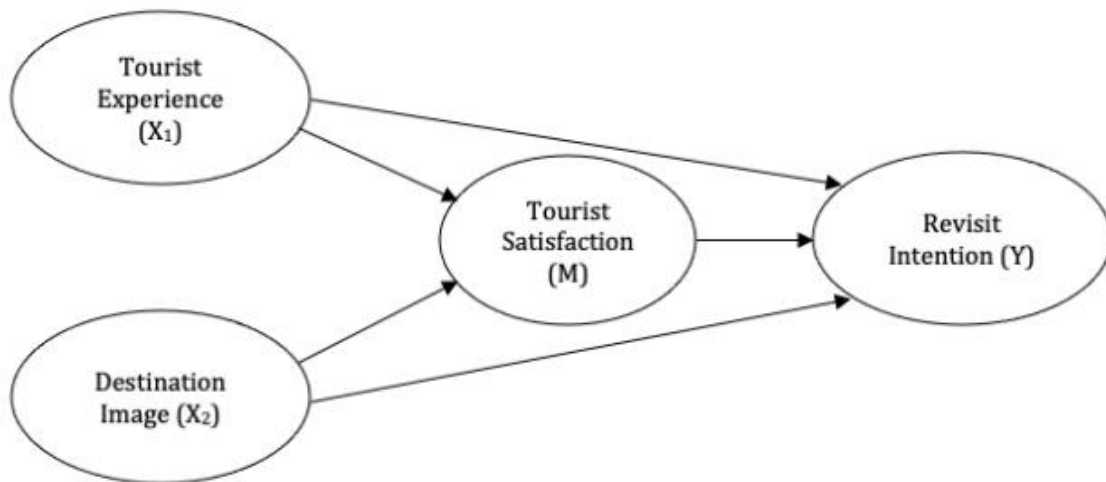 Tourist
Experience
(X₁)
Tourist
Satisfaction
(M)
Revisit
Intention (Y)
Destination
Image (X₂)